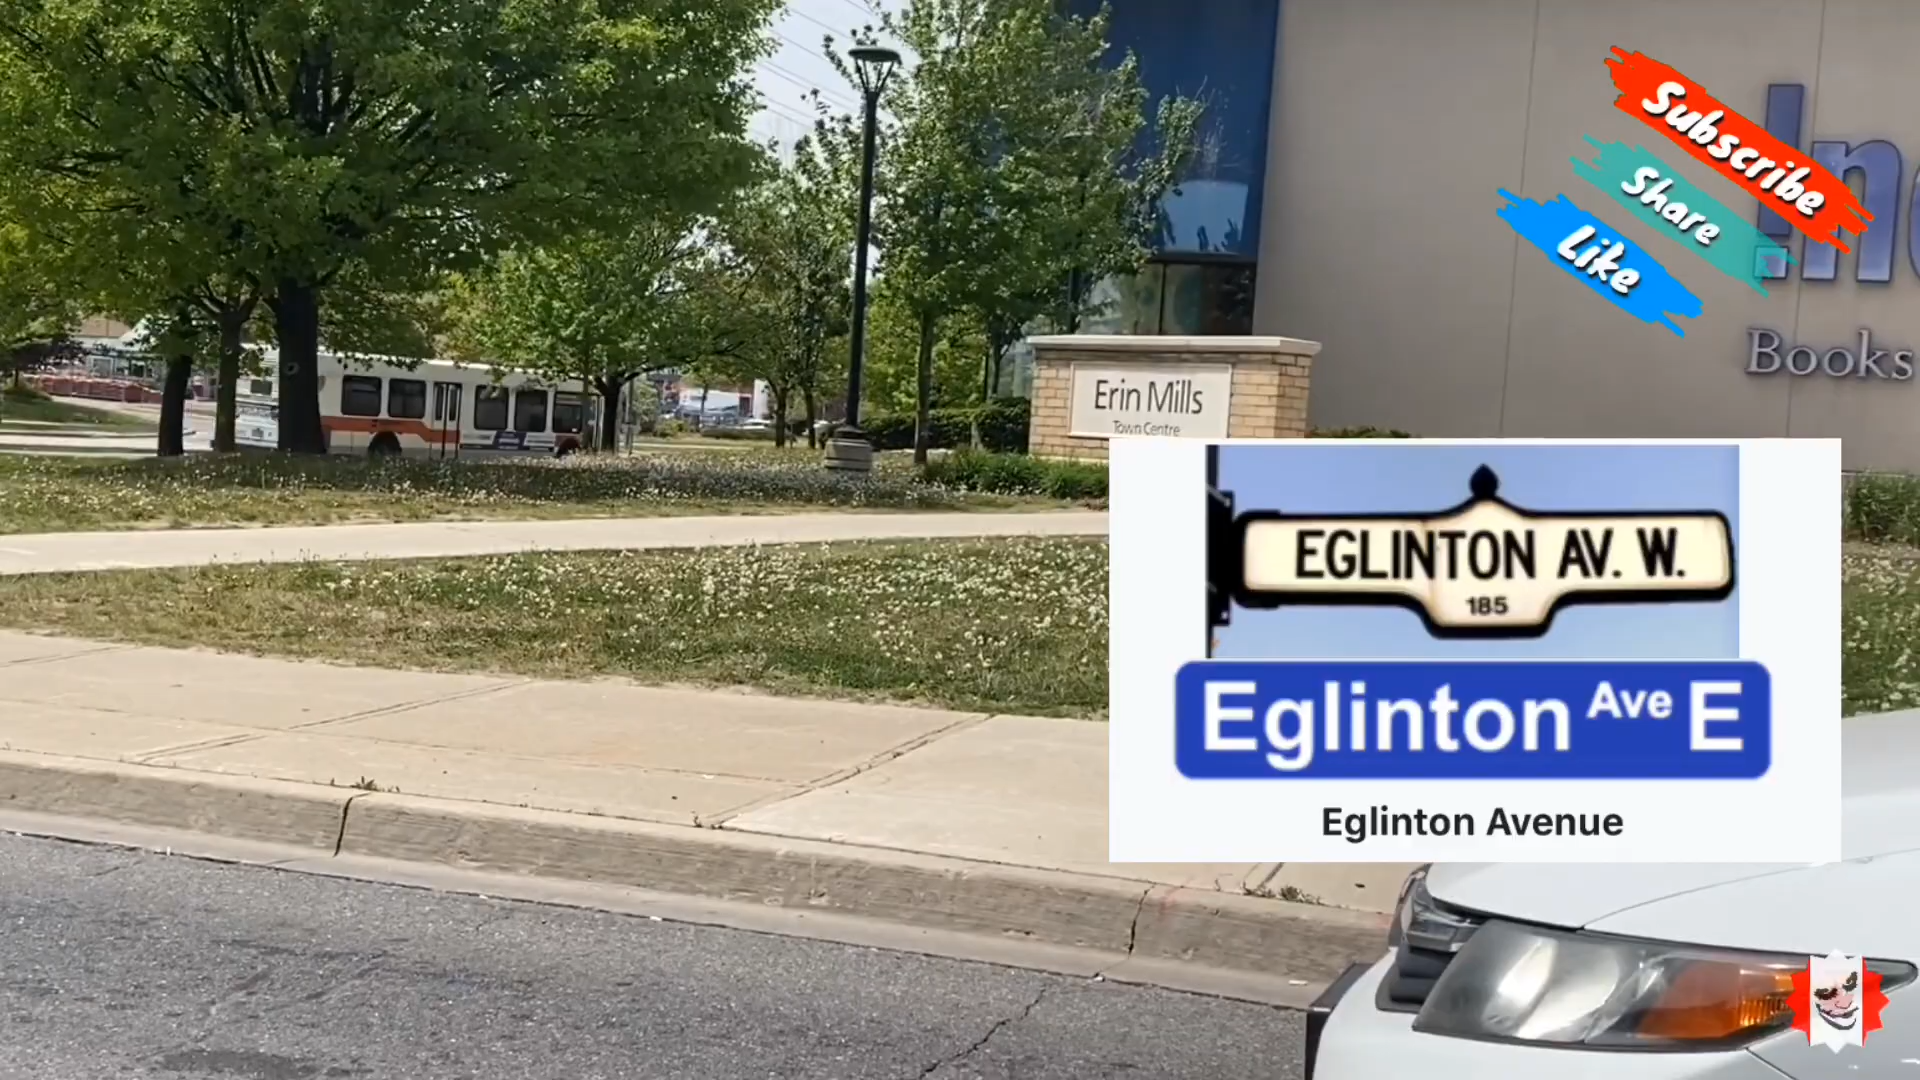 Subscribe
Share
Like
Books
Erin Mills
Town Centre
EGLINTON AV. W.
185
Eglinton Ave E
Eglinton Avenue